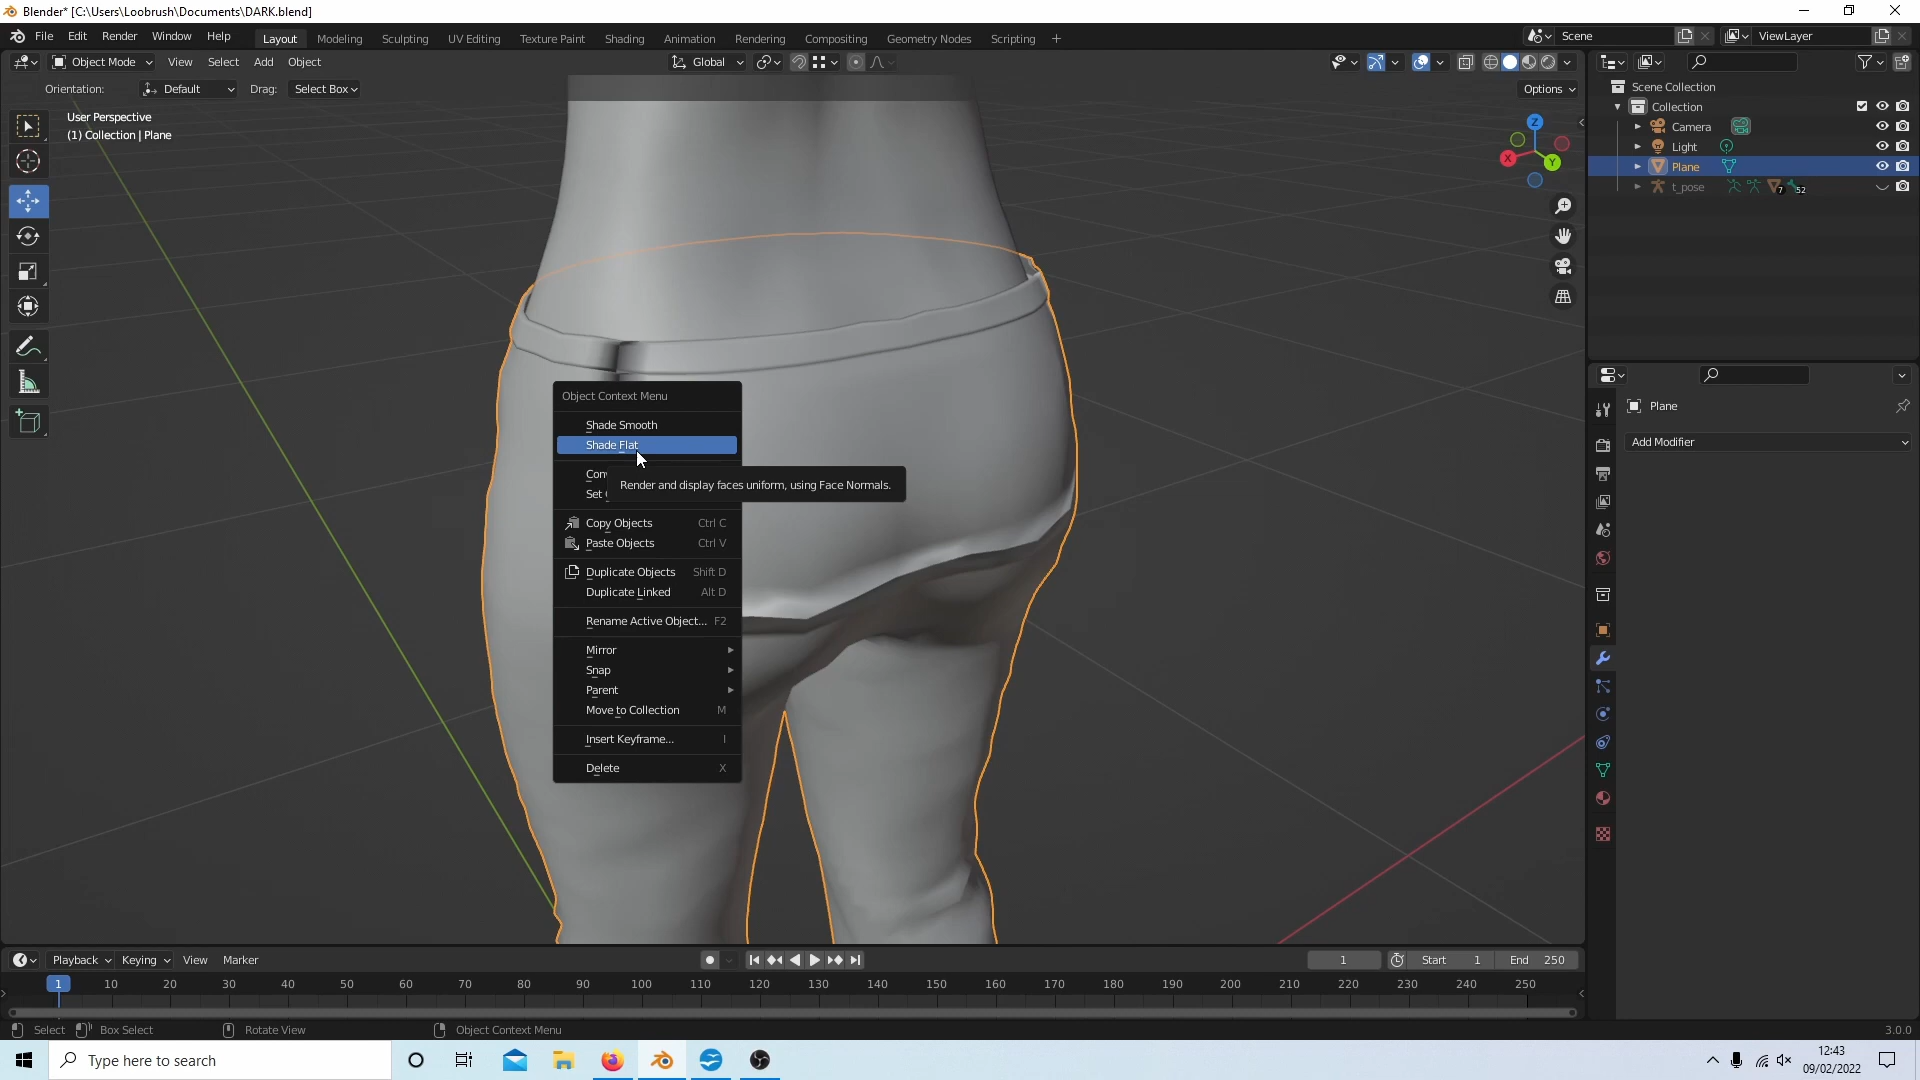 Blender* [C:\Users\Loobrush\Documents\DARK.blend]
File Edit Render Window Help Layout Modeling Sculpting UV Editing Texture Paint Shading Animation Rendering Compositing Geometry Nodes Scripting + Scene ViewLayer
Object Mode View Select Add Object Global
Orientation: Default Drag: Select Box Options
User Perspective
(1) Collection | Plane
Z
X
Y
Scene Collection
Collection
Camera
Light
Plane
t_pose 7 52
Plane
Add Modifier
Object Context Menu
Shade Smooth
Shade Flat
Conv
Render and display faces uniform, using Face Normals.
Set
Copy Objects Ctrl C
Paste Objects Ctrl V
Duplicate Objects Shift D
Duplicate Linked Alt D
Rename Active Object... F2
Mirror
Snap
Parent
Move to Collection M
Insert Keyframe... I
Delete X
Playback Keying View Marker 1 Start 1 End 250
1 10 20 30 40 50 60 70 80 90 100 110 120 130 140 150 160 170 180 190 200 210 220 230 240 250
Select Box Select Rotate View Object Context Menu 3.0.0
Type here to search
12:43
09/02/2022